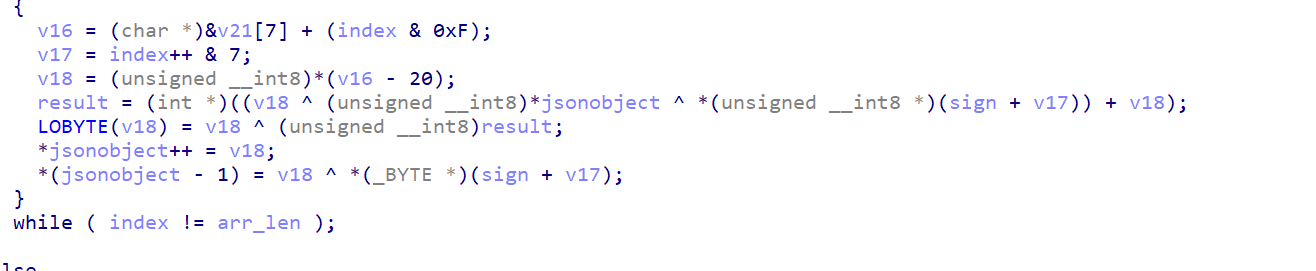 {
v16 = (char *)&v21[7] + (index & 0xF);
v17 = index++ & 7;
v18 = (unsigned __int8)*(v16 - 20);
result = (int *)((v18 ^ (unsigned __int8)*jsonobject ^ *(unsigned __int8 *)(sign + v17)) + v18);
LOBYTE(v18) = v18 ^ (unsigned __int8)result;
*jsonobject++ = v18;
*(jsonobject - 1) = v18 ^ *(_BYTE *)(sign + v17);
}
while ( index != arr_len );